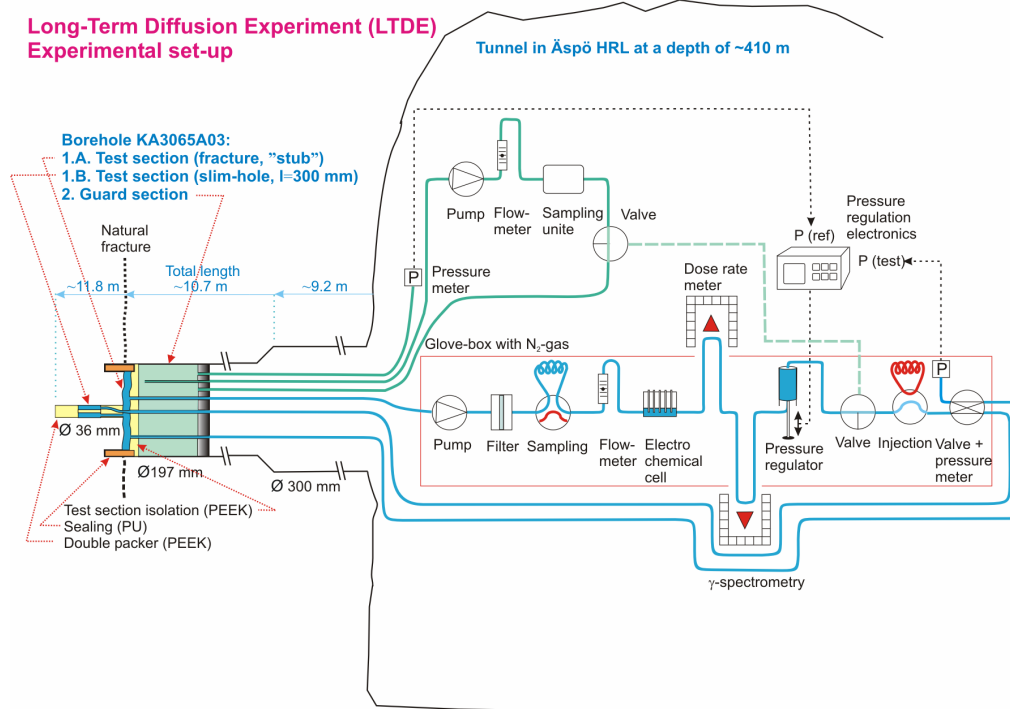 Long-Term Diffusion Experiment (LTDE)
Experimental set-up
Tunnel in Äspö HRL at a depth of ~410 m
Borehole KA3065A03:
1.A. Test section (fracture, ”stub”)
1.B. Test section (slim-hole, l=300 mm)
2. Guard section
Natural
fracture
Total length
~11.8 m
~10.7 m
~9.2 m
Pump
Flow-
meter
Sampling
unite
Valve
P
Pressure
meter
Pressure
regulation
electronics
P (ref)
P (test)
Dose rate
meter
Glove-box with N2-gas
P
Pump
Filter
Sampling
Flow-
meter
Electro
chemical
cell
Pressure
regulator
Valve
Injection
Valve +
pressure
meter
Ø 36 mm
Ø197 mm
Ø 300 mm
Test section isolation (PEEK)
Sealing (PU)
Double packer (PEEK)
γ-spectrometry